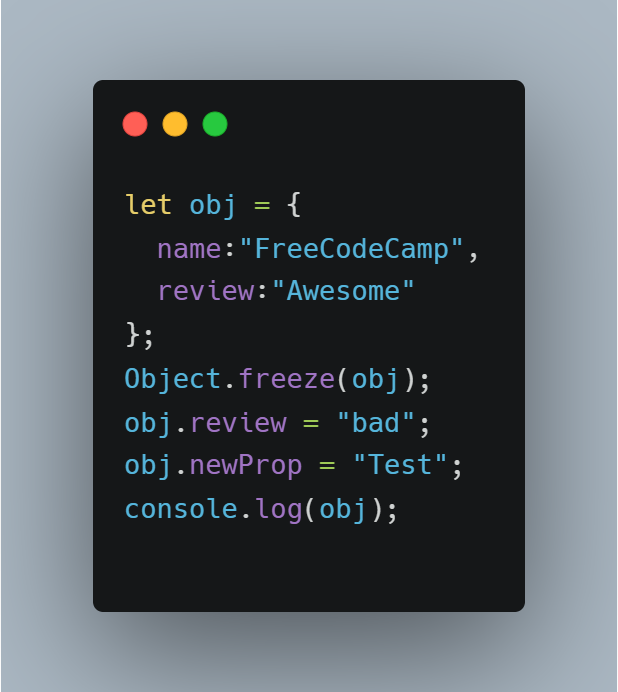 let obj = {
  name:"FreeCodeCamp",
  review:"Awesome"
};
Object.freeze(obj);
obj.review = "bad";
obj.newProp = "Test";
console.log(obj);